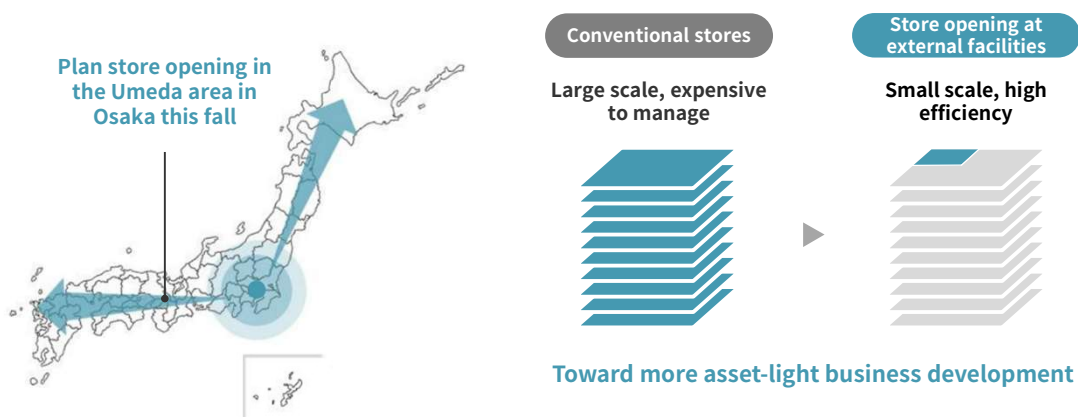 Plan store opening in
the Umeda area in
Osaka this fall
Conventional stores
Large scale, expensive
to manage
Store opening at
external facilities
Small scale, high
efficiency
Toward more asset-light business development